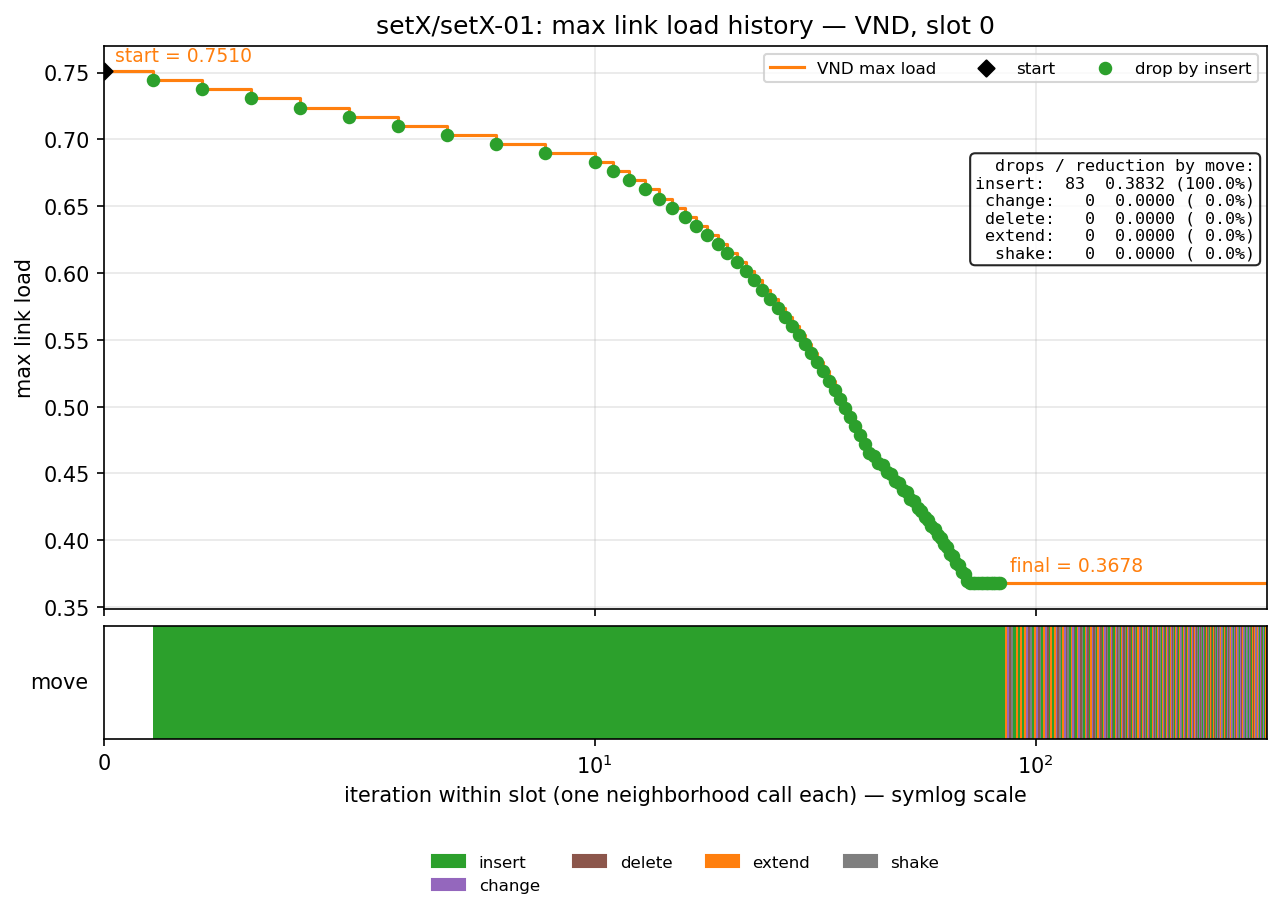 setX/setX-01: max link load history — VND, slot 0
start = 0.7510
VND max load
start
drop by insert
drops / reduction by move:
insert: 83 0.3832 (100.0%)
change: 0 0.0000 ( 0.0%)
delete: 0 0.0000 ( 0.0%)
extend: 0 0.0000 ( 0.0%)
shake: 0 0.0000 ( 0.0%)
max link load
0.75
0.70
0.65
0.60
0.55
0.50
0.45
0.40
0.35
final = 0.3678
move
0
10¹
10²
iteration within slot (one neighborhood call each) — symlog scale
insert
delete
extend
shake
change